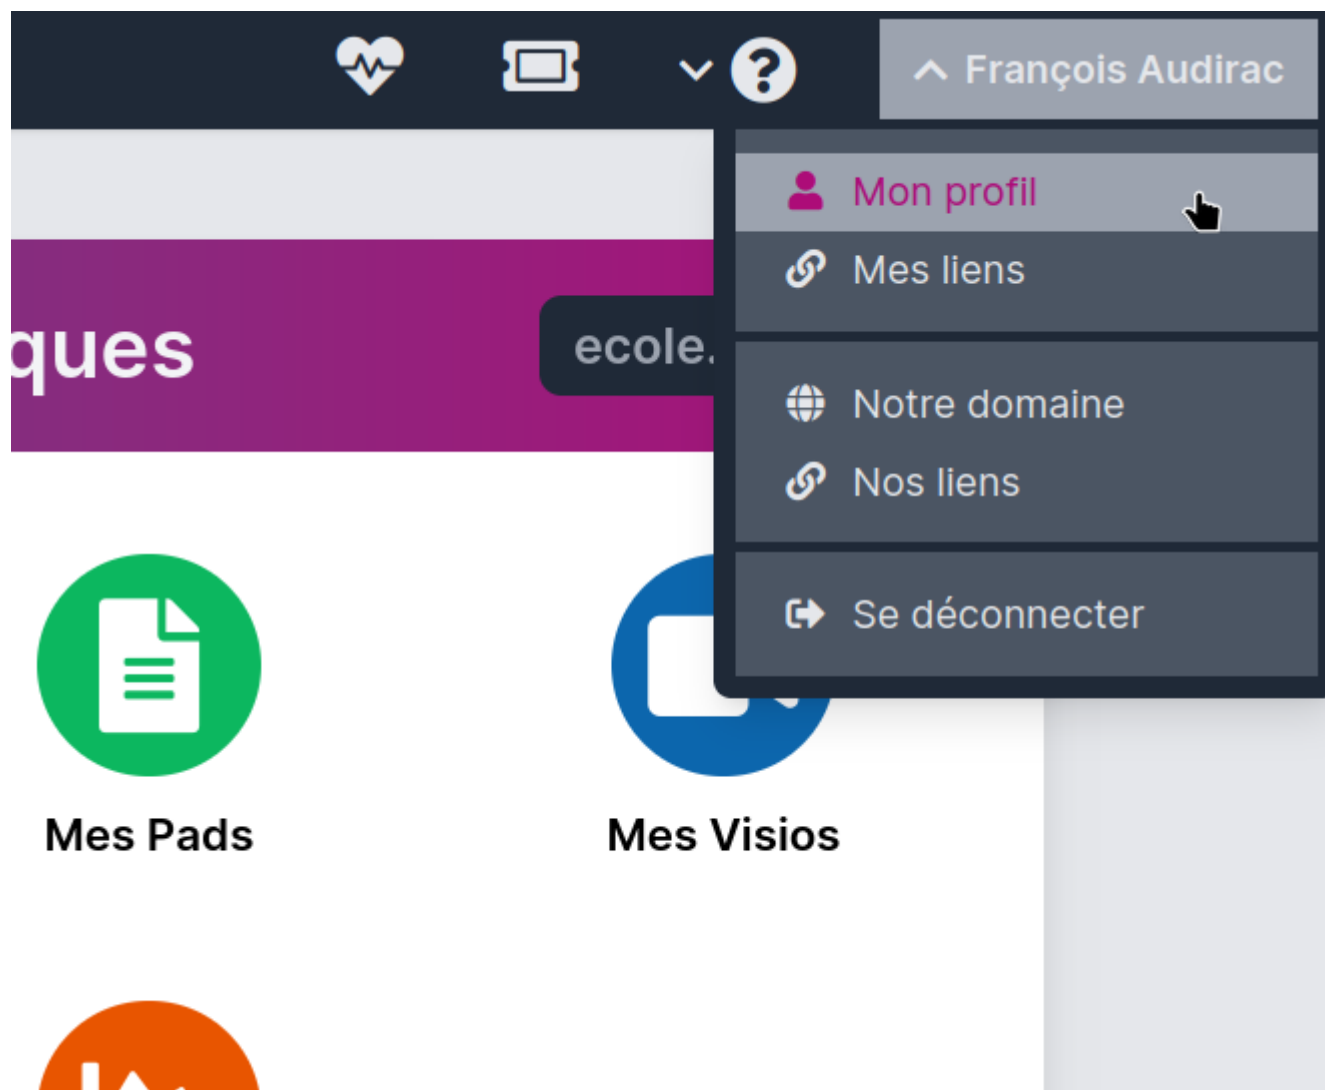 François Audirac
Mon profil
Mes liens
ques
ecole.
Notre domaine
Nos liens
Se déconnecter
Mes Pads
Mes Visios